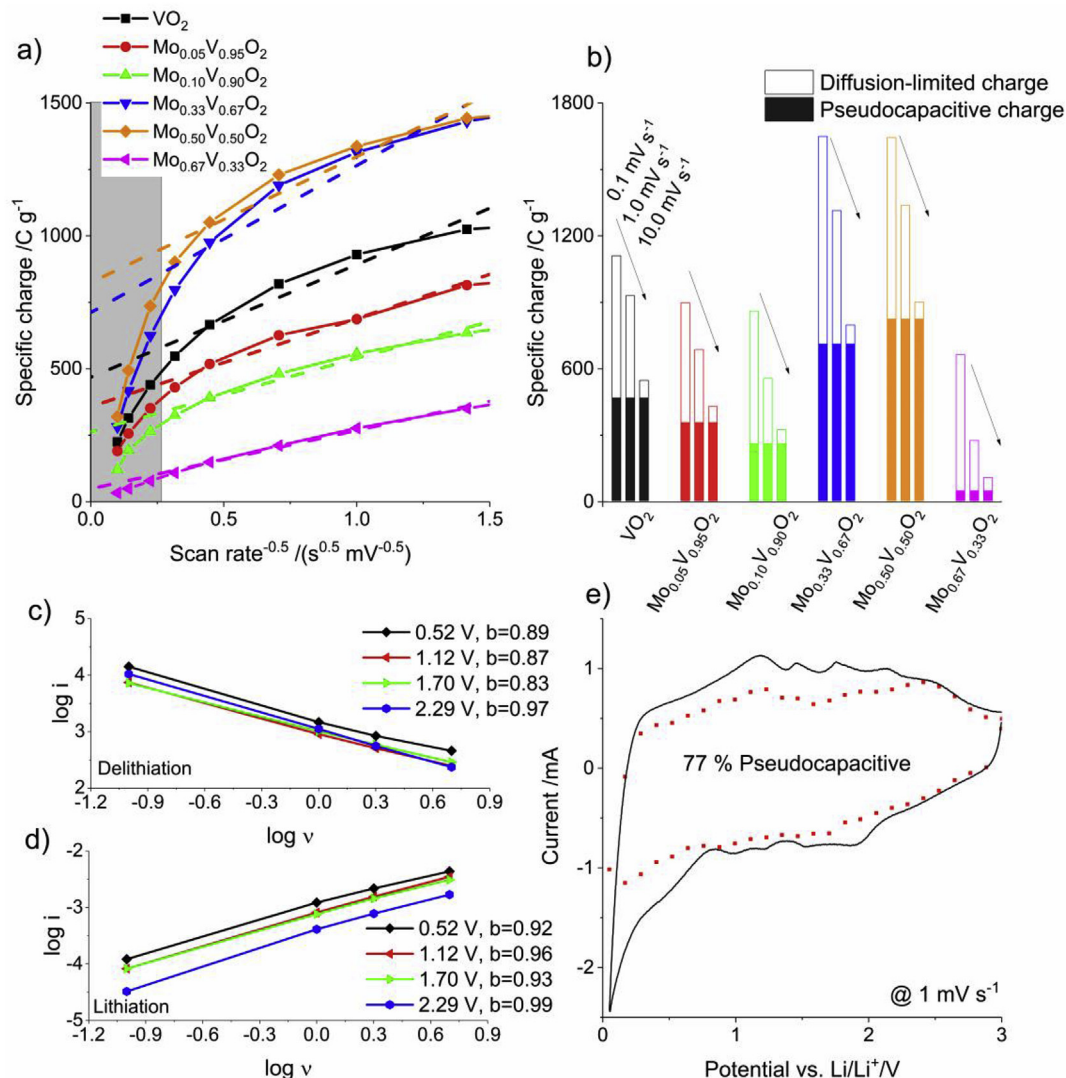 a)
VO₂
Mo₀.₀₅V₀.₉₅O₂
Mo₀.₁₀V₀.₉₀O₂
Mo₀.₃₃V₀.₆₇O₂
Mo₀.₅₀V₀.₅₀O₂
Mo₀.₆₇V₀.₃₃O₂
1500
1000
500
0
Specific charge /C g⁻¹
0.0 0.5 1.0 1.5
Scan rate⁻⁰·⁵ /(s⁰·⁵ mV⁻⁰·⁵)
b)
Diffusion-limited charge
Pseudocapacitive charge
1800
1200
600
0
Specific charge /C g⁻¹
0.1 mV s⁻¹
1.0 mV s⁻¹
10.0 mV s⁻¹
VO₂
Mo₀.₀₅V₀.₉₅O₂
Mo₀.₁₀V₀.₉₀O₂
Mo₀.₃₃V₀.₆₇O₂
Mo₀.₅₀V₀.₅₀O₂
Mo₀.₆₇V₀.₃₃O₂
c)
5
4
3
2
log i
0.52 V, b=0.89
1.12 V, b=0.87
1.70 V, b=0.83
2.29 V, b=0.97
Delithiation
-1.2 -0.9 -0.6 -0.3 0.0 0.3 0.6 0.9
log ν
d)
-2
-3
-4
-5
log i
0.52 V, b=0.92
1.12 V, b=0.96
1.70 V, b=0.93
2.29 V, b=0.99
Lithiation
-1.2 -0.9 -0.6 -0.3 0.0 0.3 0.6 0.9
log ν
e)
1
0
-1
-2
Current /mA
77 % Pseudocapacitive
@ 1 mV s⁻¹
0 1 2 3
Potential vs. Li/Li⁺/V